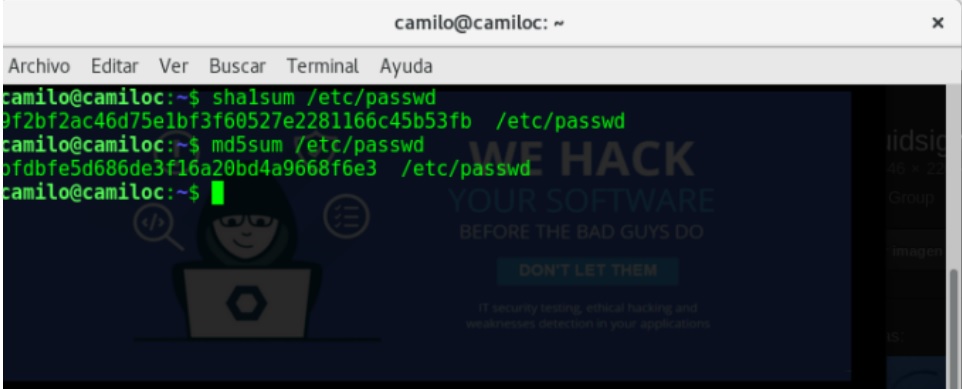 camilo@camiloc: ~
Archivo Editar Ver Buscar Terminal Ayuda
camilo@camiloc:~$ sha1sum /etc/passwd
9f2bf2ac46d75e1bf3f60527e2281166c45b53fb /etc/passwd
camilo@camiloc:~$ md5sum /etc/passwd
bfdbfe5d686de3f16a20bd4a9668f6e3 /etc/passwd
camilo@camiloc:~$
WE HACK
YOUR SOFTWARE
BEFORE THE BAD GUYS DO
DON'T LET THEM
IT security testing, ethical hacking and
weaknesses detection in your applications
Group
imagen